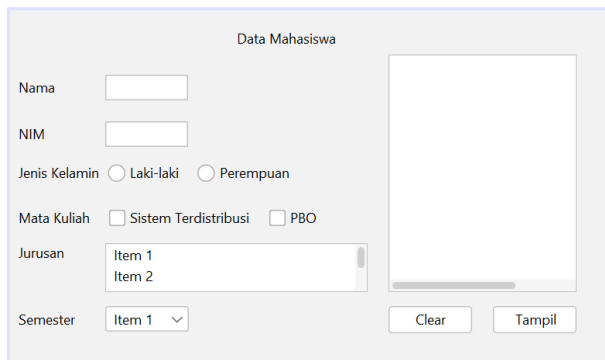 Data Mahasiswa
Nama
NIM
Jenis Kelamin Laki-laki Perempuan
Mata Kuliah Sistem Terdistribusi PBO
Jurusan Item 1
Item 2
Semester Item 1 Clear Tampil